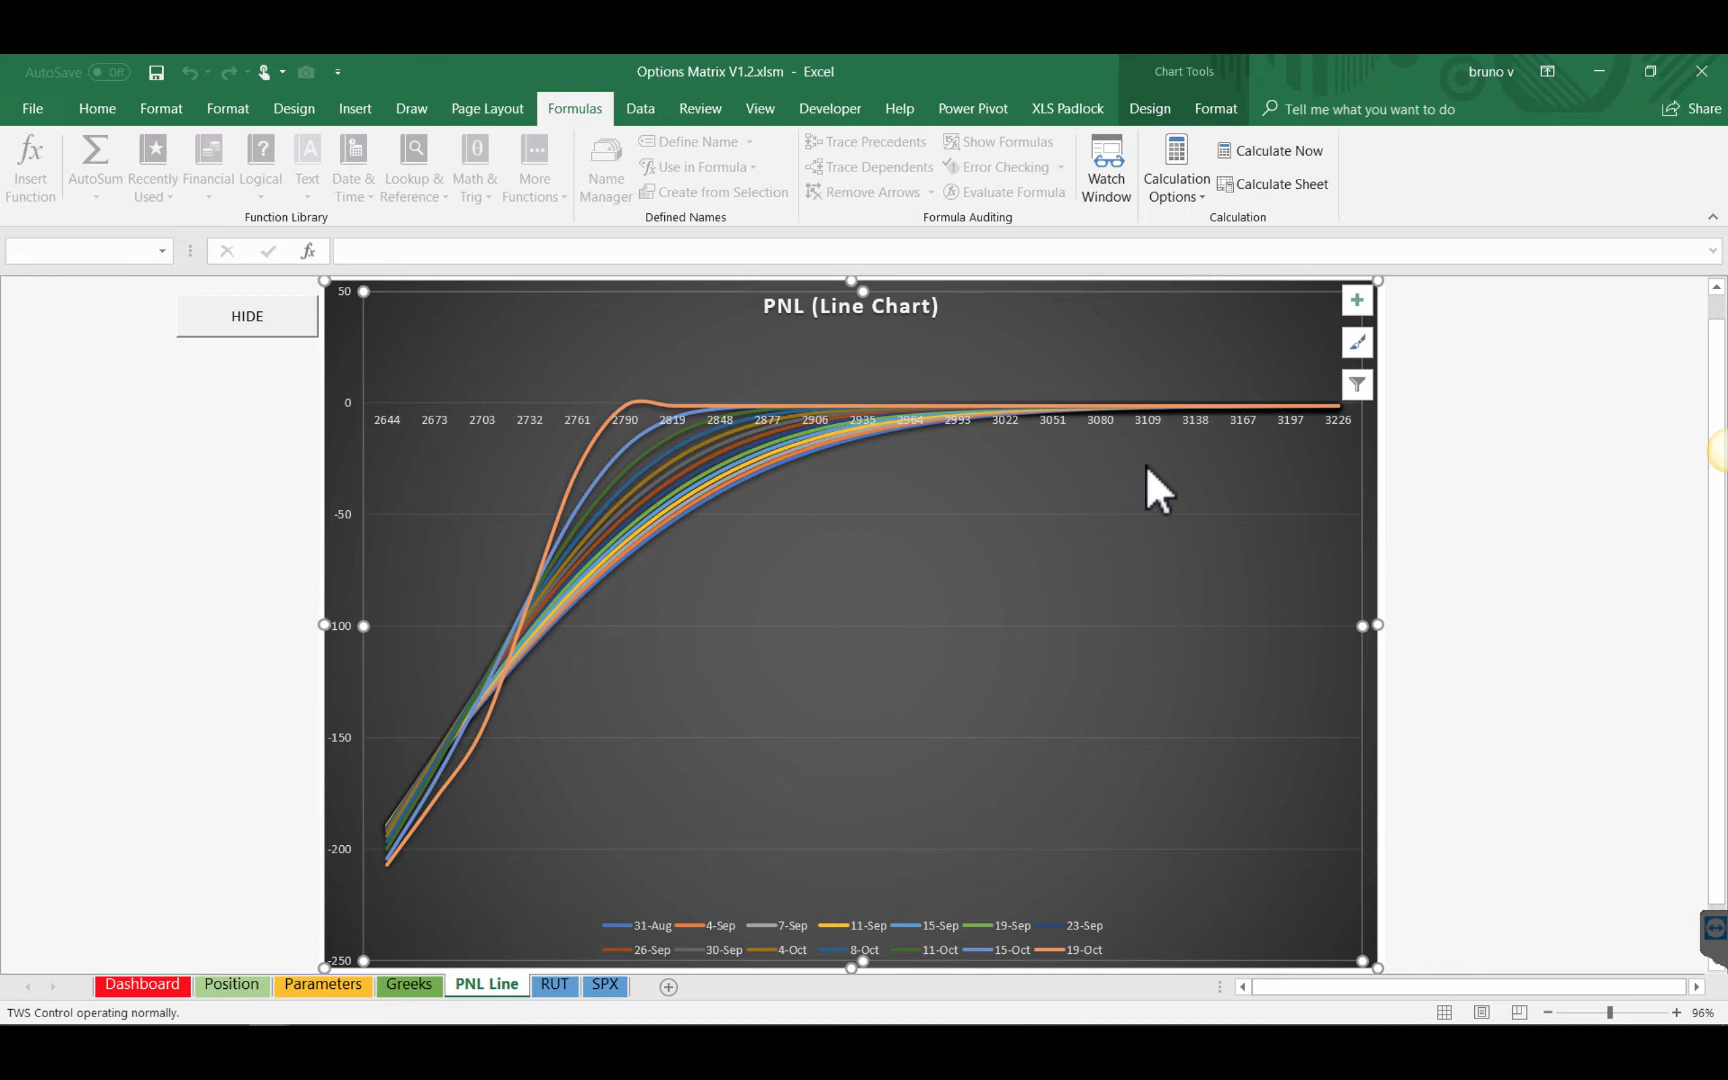 AutoSave Off
Options Matrix V1.2.xlsm - Excel
Chart Tools
bruno v
File Home Format Format Design Insert Draw Page Layout Formulas Data Review View Developer Help Power Pivot XLS Padlock Design Format Tell me what you want to do Share
fx Insert Function
Σ AutoSum
Recently Used
Financial
Logical
Text
Date & Time
Lookup & Reference
Math & Trig
More Functions
Function Library
Name Manager
Define Name
Use in Formula
Create from Selection
Defined Names
Trace Precedents
Trace Dependents
Remove Arrows
Show Formulas
Error Checking
Evaluate Formula
Formula Auditing
Watch Window
Calculation Options
Calculate Now
Calculate Sheet
Calculation
fx
HIDE
PNL (Line Chart)
50
0
2644 2673 2703 2732 2761 2790 2819 2848 2877 2906 2935 2964 2993 3022 3051 3080 3109 3138 3167 3197 3226
-50
-100
-150
-200
-250
31-Aug 4-Sep 7-Sep 11-Sep 15-Sep 19-Sep 23-Sep
26-Sep 30-Sep 4-Oct 8-Oct 11-Oct 15-Oct 19-Oct
Dashboard Position Parameters Greeks PNL Line RUT SPX
TWS Control operating normally.
96%